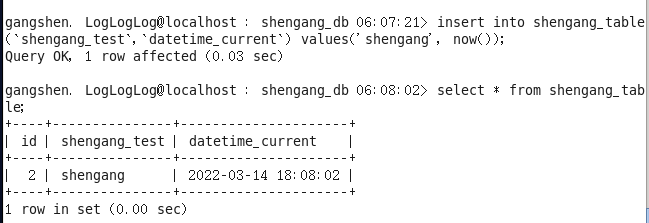 gangshen. LogLogLog@localhost : shengang_db 06:07:21> insert into shengang_table
(`shengang_test`,`datetime_current`) values('shengang', now());
Query OK, 1 row affected (0.03 sec)
gangshen. LogLogLog@localhost : shengang_db 06:08:02> select * from shengang_tab
le;
+----+---------------+---------------------+
| id | shengang_test | datetime_current    |
+----+---------------+---------------------+
|  2 | shengang      | 2022-03-14 18:08:02 |
+----+---------------+---------------------+
1 row in set (0.00 sec)